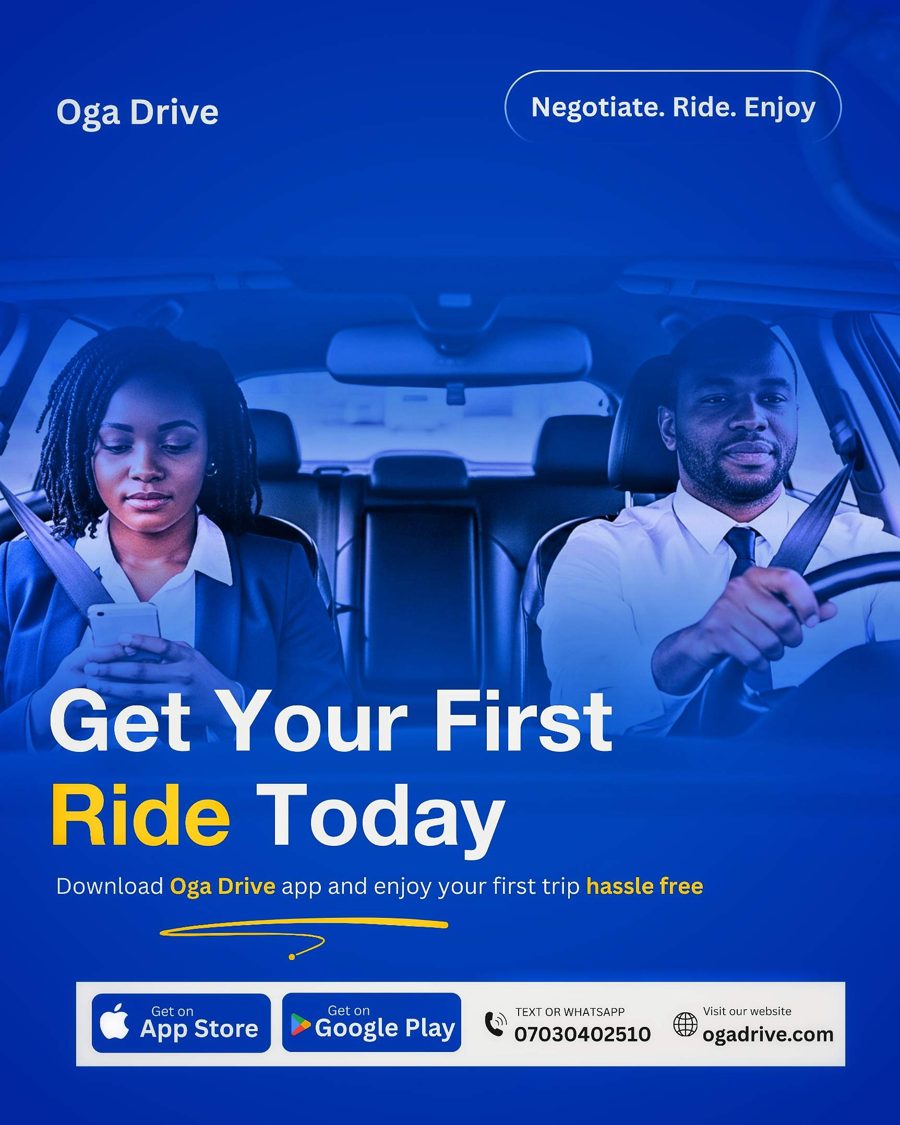 Oga Drive
Negotiate. Ride. Enjoy
Get Your First
Ride Today
Download Oga Drive app and enjoy your first trip hassle free
Get on
App Store
Get on
Google Play
TEXT OR WHATSAPP
07030402510
Visit our website
ogadrive.com